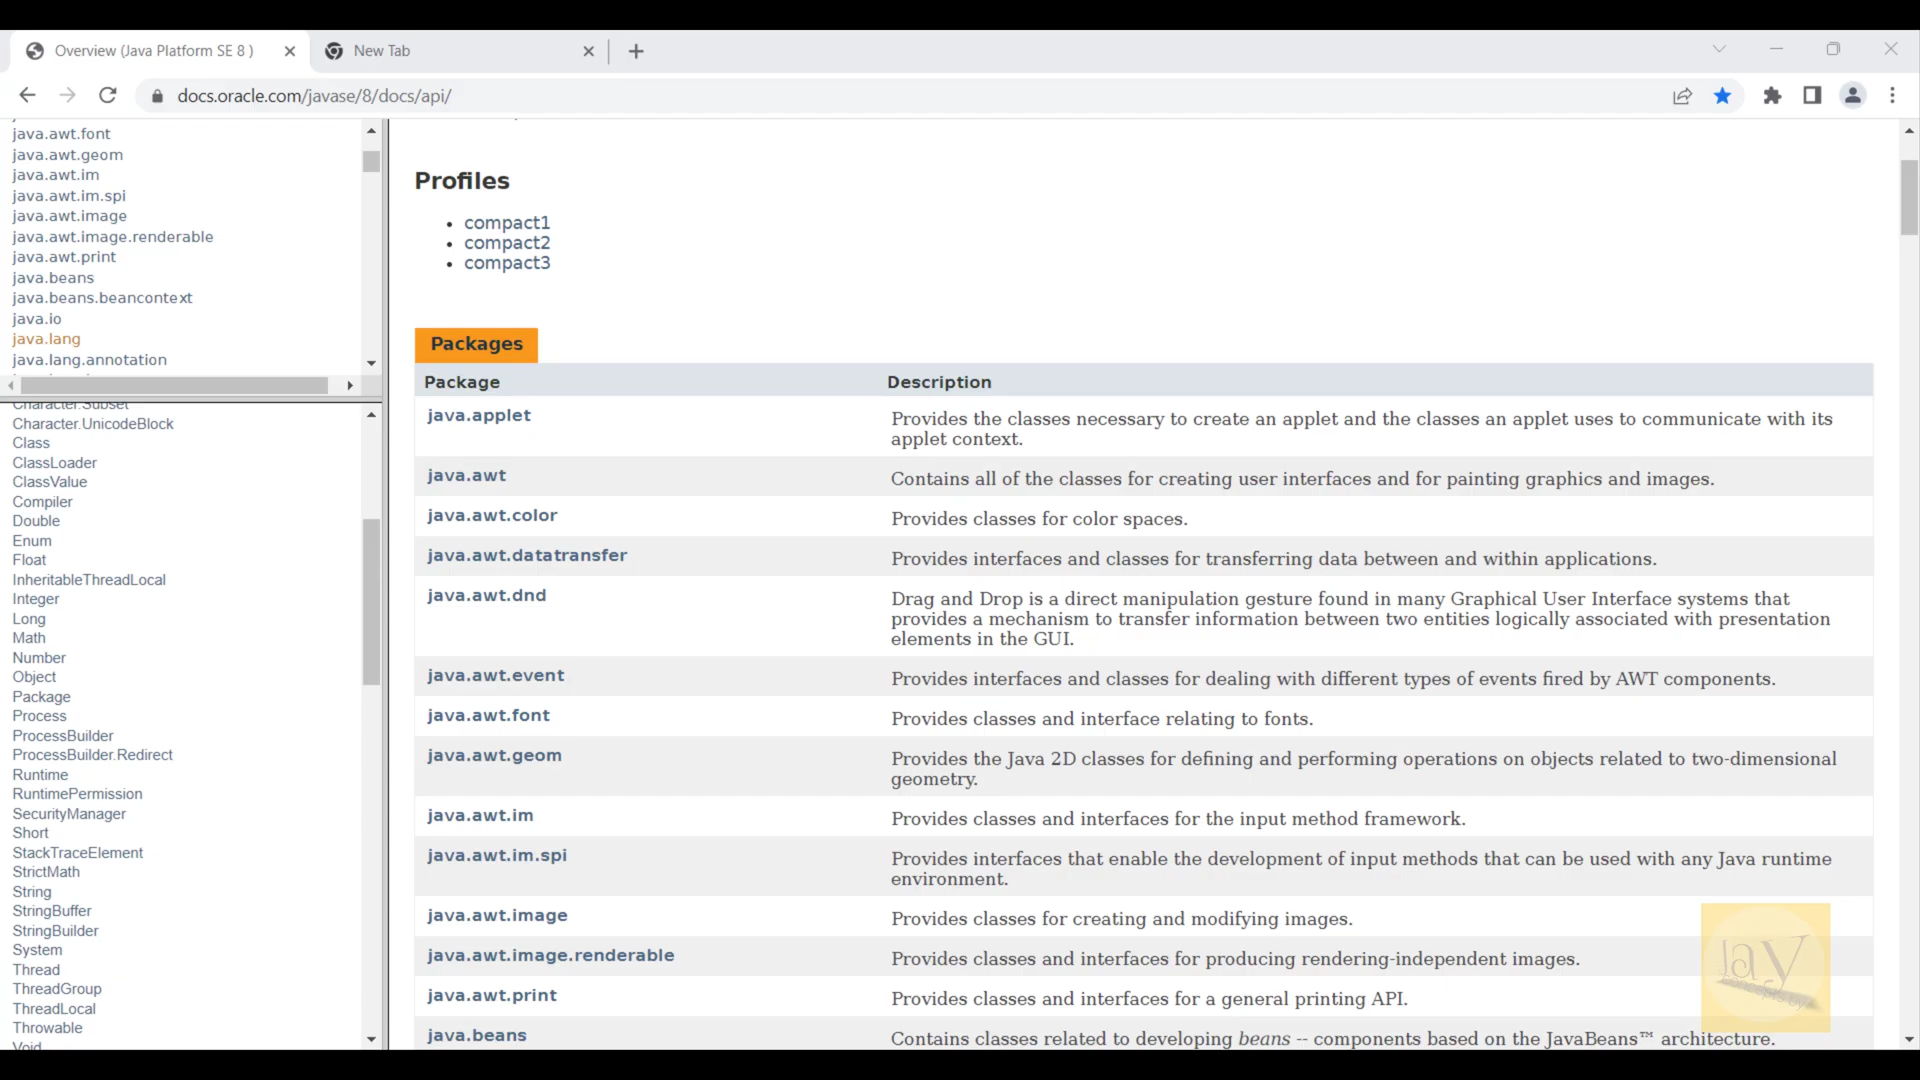 Overview (Java Platform SE 8 )
New Tab
docs.oracle.com/javase/8/docs/api/
java.awt.font
java.awt.geom
java.awt.im
java.awt.im.spi
java.awt.image
java.awt.image.renderable
java.awt.print
java.beans
java.beans.beancontext
java.io
java.lang
java.lang.annotation
Character.Subset
Character.UnicodeBlock
Class
ClassLoader
ClassValue
Compiler
Double
Enum
Float
InheritableThreadLocal
Integer
Long
Math
Number
Object
Package
Process
ProcessBuilder
ProcessBuilder.Redirect
Runtime
RuntimePermission
SecurityManager
Short
StackTraceElement
StrictMath
String
StringBuffer
StringBuilder
System
Thread
ThreadGroup
ThreadLocal
Throwable
Void
Profiles
• compact1
• compact2
• compact3
Packages
Package Description
java.applet Provides the classes necessary to create an applet and the classes an applet uses to communicate with its
applet context.
java.awt Contains all of the classes for creating user interfaces and for painting graphics and images.
java.awt.color Provides classes for color spaces.
java.awt.datatransfer Provides interfaces and classes for transferring data between and within applications.
java.awt.dnd Drag and Drop is a direct manipulation gesture found in many Graphical User Interface systems that
provides a mechanism to transfer information between two entities logically associated with presentation
elements in the GUI.
java.awt.event Provides interfaces and classes for dealing with different types of events fired by AWT components.
java.awt.font Provides classes and interface relating to fonts.
java.awt.geom Provides the Java 2D classes for defining and performing operations on objects related to two-dimensional
geometry.
java.awt.im Provides classes and interfaces for the input method framework.
java.awt.im.spi Provides interfaces that enable the development of input methods that can be used with any Java runtime
environment.
java.awt.image Provides classes for creating and modifying images.
java.awt.image.renderable Provides classes and interfaces for producing rendering-independent images.
java.awt.print Provides classes and interfaces for a general printing API.
java.beans Contains classes related to developing beans -- components based on the JavaBeans™ architecture.
Jay
concepts by